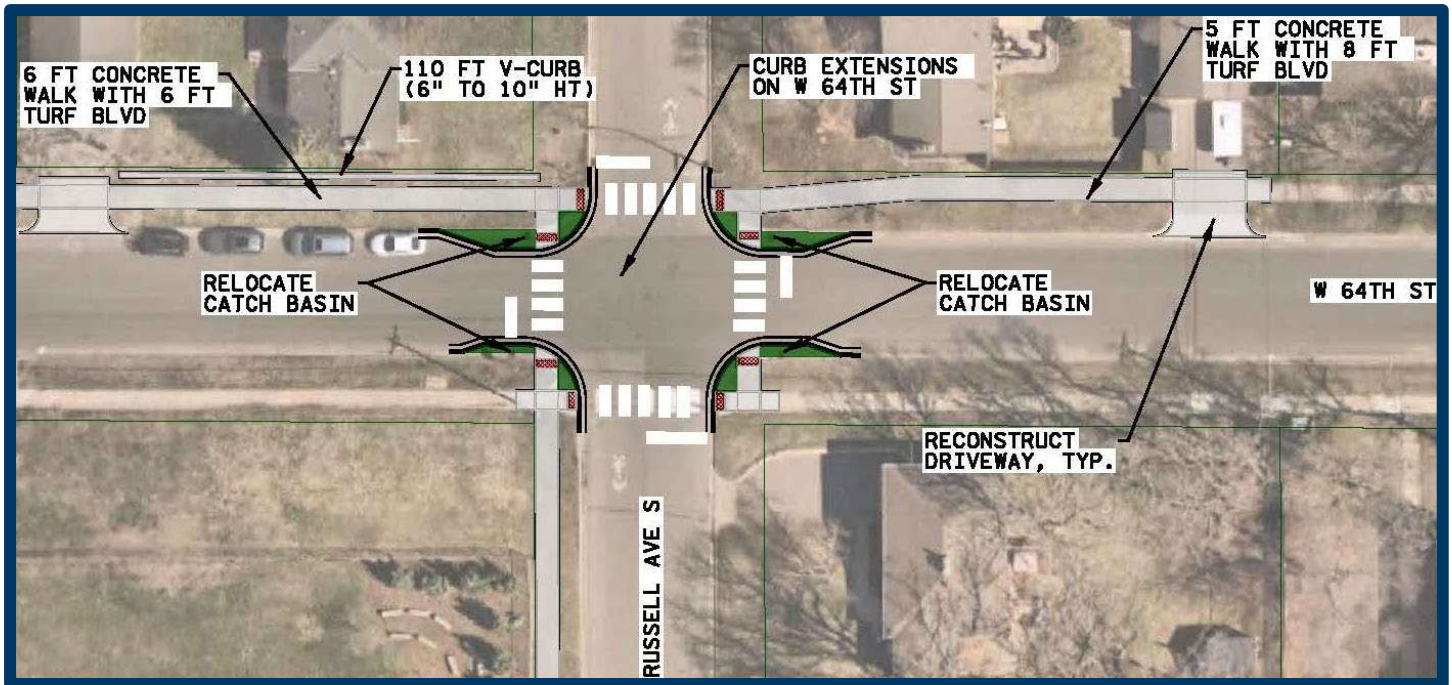 6 FT CONCRETE
WALK WITH 6 FT
TURF BLVD
110 FT V-CURB
(6" TO 10" HT)
CURB EXTENSIONS
ON W 64TH ST
5 FT CONCRETE
WALK WITH 8 FT
TURF BLVD
RELOCATE
CATCH BASIN
RELOCATE
CATCH BASIN
W 64TH ST
RECONSTRUCT
DRIVEWAY, TYP.
RUSSELL AVE S